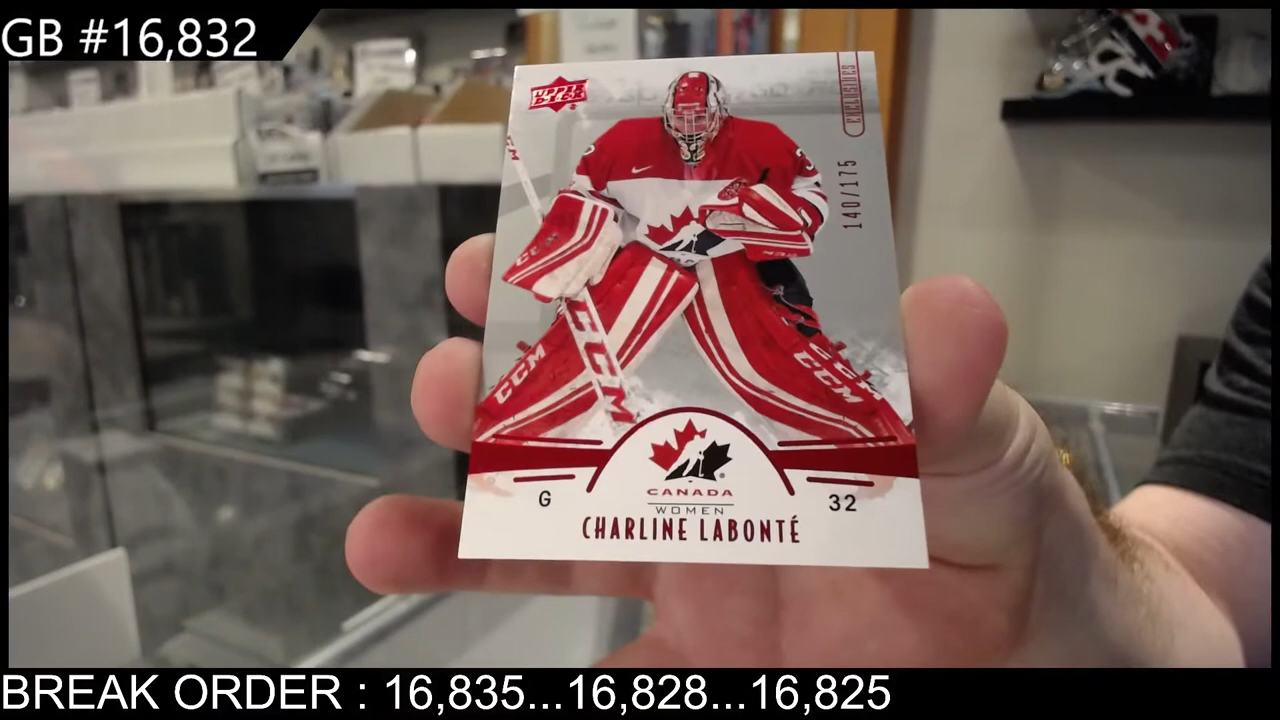 GB #16,832
UPPER DECK
EXCLUSIVES
140/175
CCM
CCM
CCM
G
CANADA
WOMEN
32
CHARLINE LABONTÉ
BREAK ORDER : 16,835...16,828...16,825